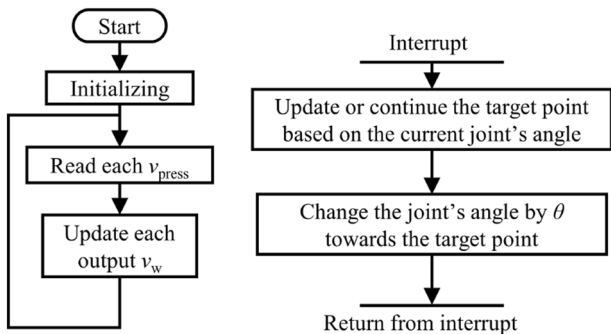 Start
Initializing
Read each v_press
Update each
output v_w
Interrupt
Update or continue the target point
based on the current joint's angle
Change the joint's angle by θ
towards the target point
Return from interrupt